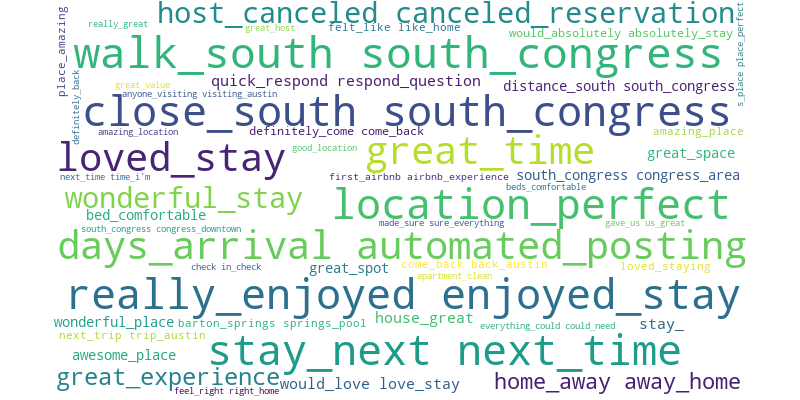 host_canceled canceled_reservation
place_amazing
really_great
great_host
felt_like like_home
would_absolutely absolutely_stay
s_place place_perfect
walk_south south_congress
definitely_back
great_value
quick_respond respond_question
distance_south south_congress
anyone_visiting visiting_austin
close_south south_congress
amazing_location
definitely_come come_back
amazing_place
loved_stay
good_location
great_time
great_space
next_time time_i'm
first_airbnb airbnb_experience
south_congress congress_area
wonderful_stay
beds_comfortable
location_perfect
bed_comfortable
south_congress congress_downtown
made_sure sure_everything
gave_us us_great
days_arrival automated_posting
check in_check
great_spot
come_back back_austin
loved_staying
apartment_clean
really_enjoyed enjoyed_stay
wonderful_place
barton_springs springs_pool
house_great
everything_could could_need
stay_
next_trip trip_austin
awesome_place
stay_next next_time
great_experience
feel_right right_home
would_love love_stay
home_away away_home